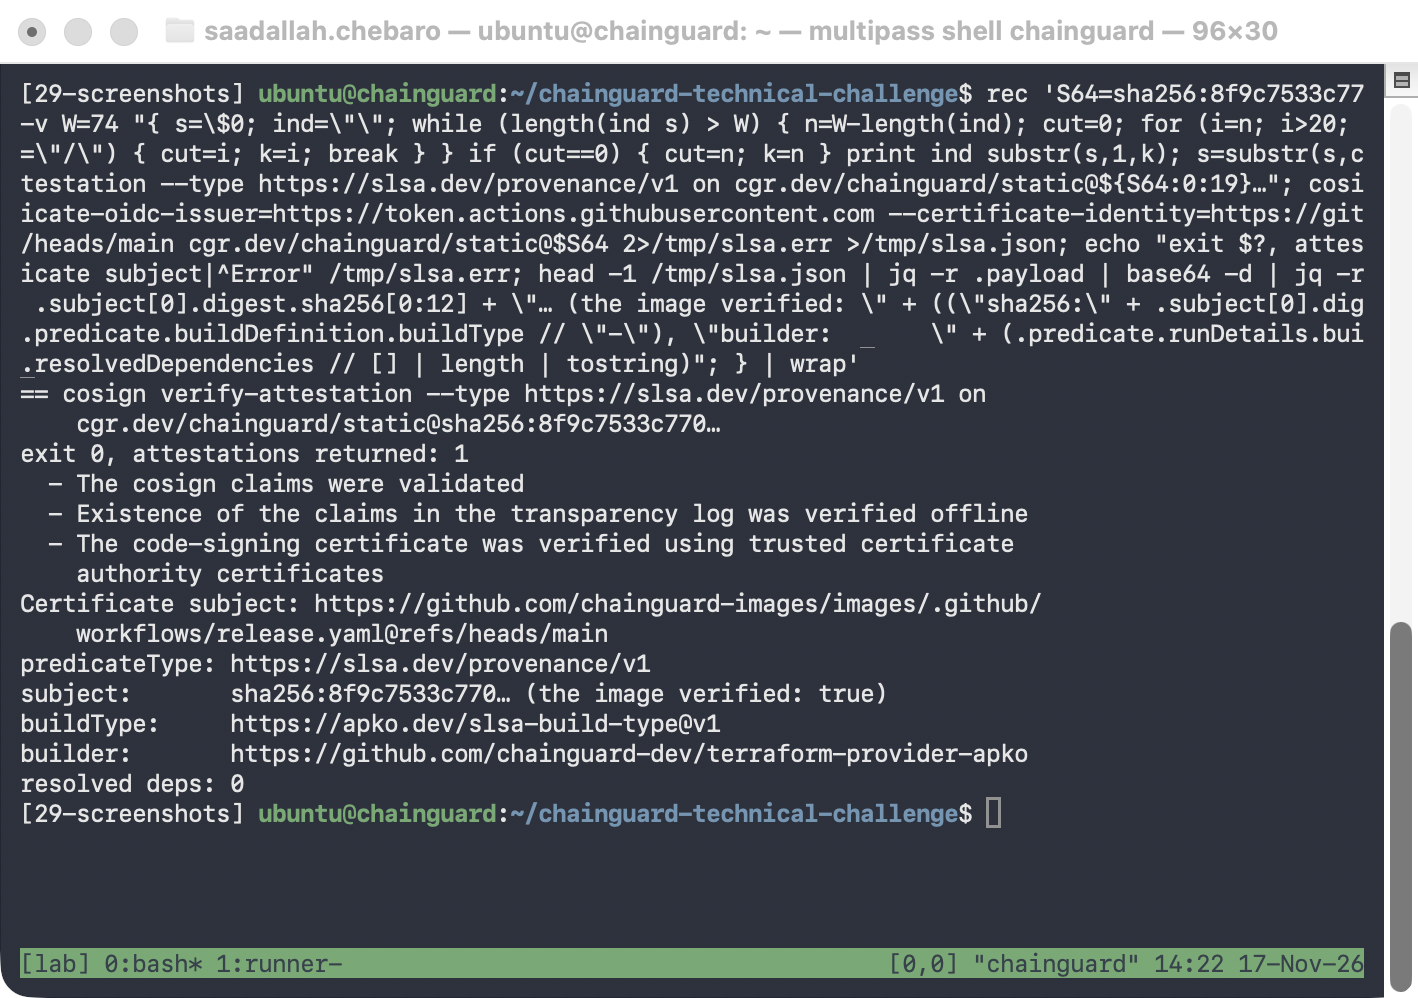 saadallah.chebaro — ubuntu@chainguard: ~ — multipass shell chainguard — 96×30
[29-screenshots] ubuntu@chainguard:~/chainguard-technical-challenge$ rec 'S64=sha256:8f9c7533c77
-v W=74 "{ s=\$0; ind=\"\"; while (length(ind s) > W) { n=W-length(ind); cut=0; for (i=n; i>20;
=\"/\") { cut=i; k=i; break } } if (cut==0) { cut=n; k=n } print ind substr(s,1,k); s=substr(s,c
testation --type https://slsa.dev/provenance/v1 on cgr.dev/chainguard/static@${S64:0:19}…"; cosi
icate-oidc-issuer=https://token.actions.githubusercontent.com --certificate-identity=https://git
/heads/main cgr.dev/chainguard/static@$S64 2>/tmp/slsa.err >/tmp/slsa.json; echo "exit $?, attes
icate subject|^Error" /tmp/slsa.err; head -1 /tmp/slsa.json | jq -r .payload | base64 -d | jq -r
 .subject[0].digest.sha256[0:12] + \"… (the image verified: \" + ((\"sha256:\" + .subject[0].dig
.predicate.buildDefinition.buildType // \"-\"), \"builder:  _    \" + (.predicate.runDetails.bui
.resolvedDependencies // [] | length | tostring)"; } | wrap'
== cosign verify-attestation --type https://slsa.dev/provenance/v1 on
    cgr.dev/chainguard/static@sha256:8f9c7533c770…
exit 0, attestations returned: 1
  - The cosign claims were validated
  - Existence of the claims in the transparency log was verified offline
  - The code-signing certificate was verified using trusted certificate
    authority certificates
Certificate subject: https://github.com/chainguard-images/images/.github/
    workflows/release.yaml@refs/heads/main
predicateType: https://slsa.dev/provenance/v1
subject:       sha256:8f9c7533c770… (the image verified: true)
buildType:     https://apko.dev/slsa-build-type@v1
builder:       https://github.com/chainguard-dev/terraform-provider-apko
resolved deps: 0
[29-screenshots] ubuntu@chainguard:~/chainguard-technical-challenge$
[lab] 0:bash* 1:runner-    [0,0] "chainguard" 14:22 17-Nov-26